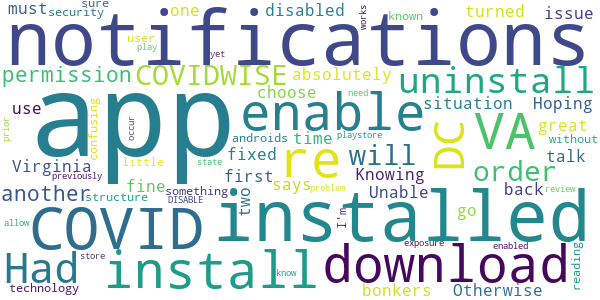 must sure one disabled user turned known issue works
security
notifications
play yet
permission COVIDWISE absolutely uninstall
choose
use confusing app enable situation Hoping need
prior occur androids time playstore great without
Virginia little fixed re will DC VA order talk
state first says Knowing
another fine something two Unable back review
previously structure DISABLE go
COVID installed
allow I'm problem
Had install download reading
store know exposure enabled
technology bonkers Otherwise